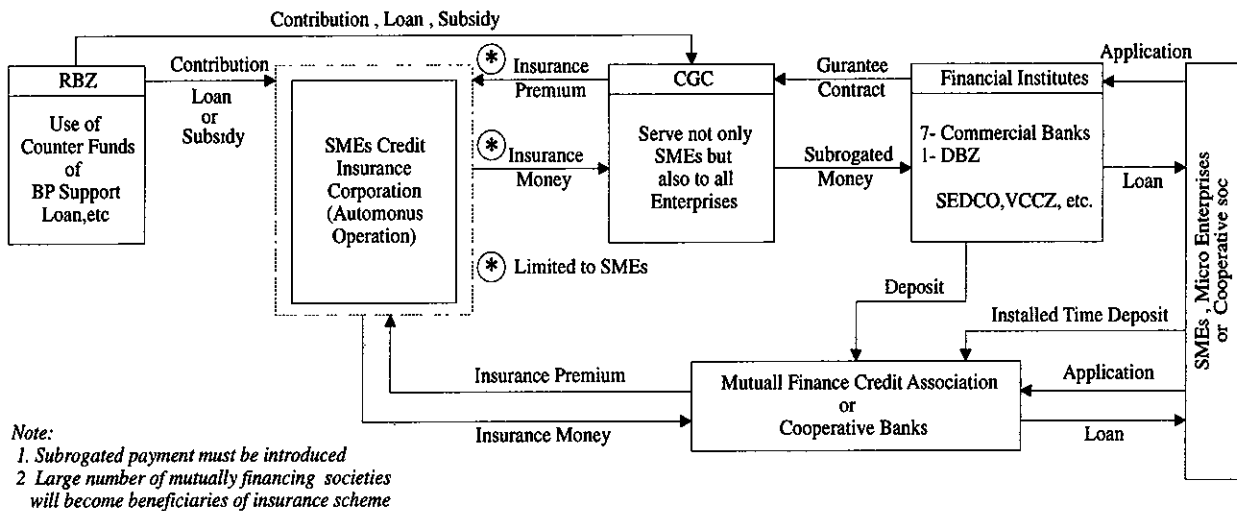 Contribution , Loan , Subsidy
RBZ
Use of
Counter Funds
of
BP Support
Loan,etc
Contribution
Loan
or
Subsidy
SMEs Credit
Insurance
Corporation
(Automonus
Operation)
* Insurance
Premium
* Insurance
Money
* Limited to SMEs
CGC
Serve not only
SMEs but
also to all
Enterprises
Gurantee
Contract
Subrogated
Money
Financial Institutes
7- Commercial Banks
1- DBZ
SEDCO,VCCZ, etc.
Application
Loan
SMEs , Micro Enterprises
or Cooperative soc
Deposit
Installed Time Deposit
Insurance Premium
Insurance Money
Mutuall Finance Credit Association
or
Cooperative Banks
Application
Loan
Note:
1. Subrogated payment must be introduced
2 Large number of mutually financing societies
will become beneficiaries of insurance scheme